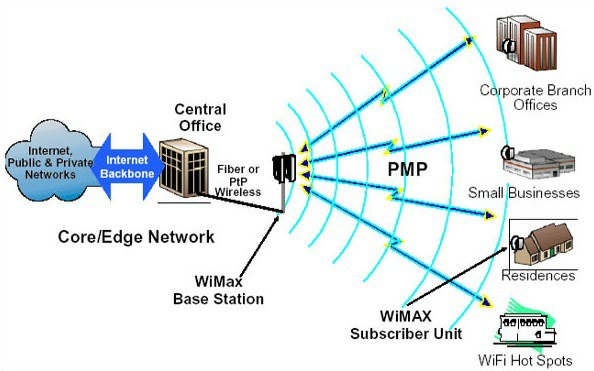 Corporate Branch
Offices
Central
Office
Internet,
Public & Private
Networks
Internet
Backbone
Fiber or
PtP
Wireless
PMP
Small Businesses
Core/Edge Network
WiMax
Base Station
Residences
WiMAX
Subscriber Unit
WiFi Hot Spots